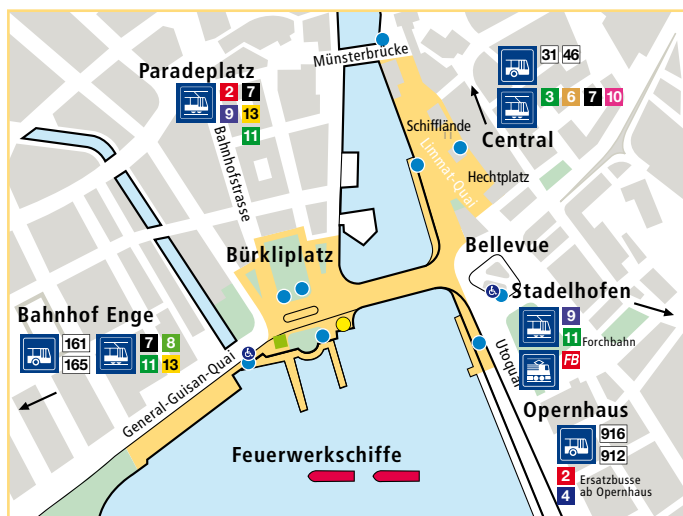 Münsterbrücke
31 46
3 6 7 10
Central
Paradeplatz
2 7
9 13
11
Bahnhofstrasse
Schifflände
Limmat-Quai
Hechtplatz
Bürkliplatz
Bellevue
Stadelhofen
9
11 Forchbahn
FB
Bahnhof Enge
161
165
7 8
11 13
General-Guisan-Quai
Utoquai
Opernhaus
916
912
2 Ersatzbusse
4 ab Opernhaus
Feuerwerkschiffe